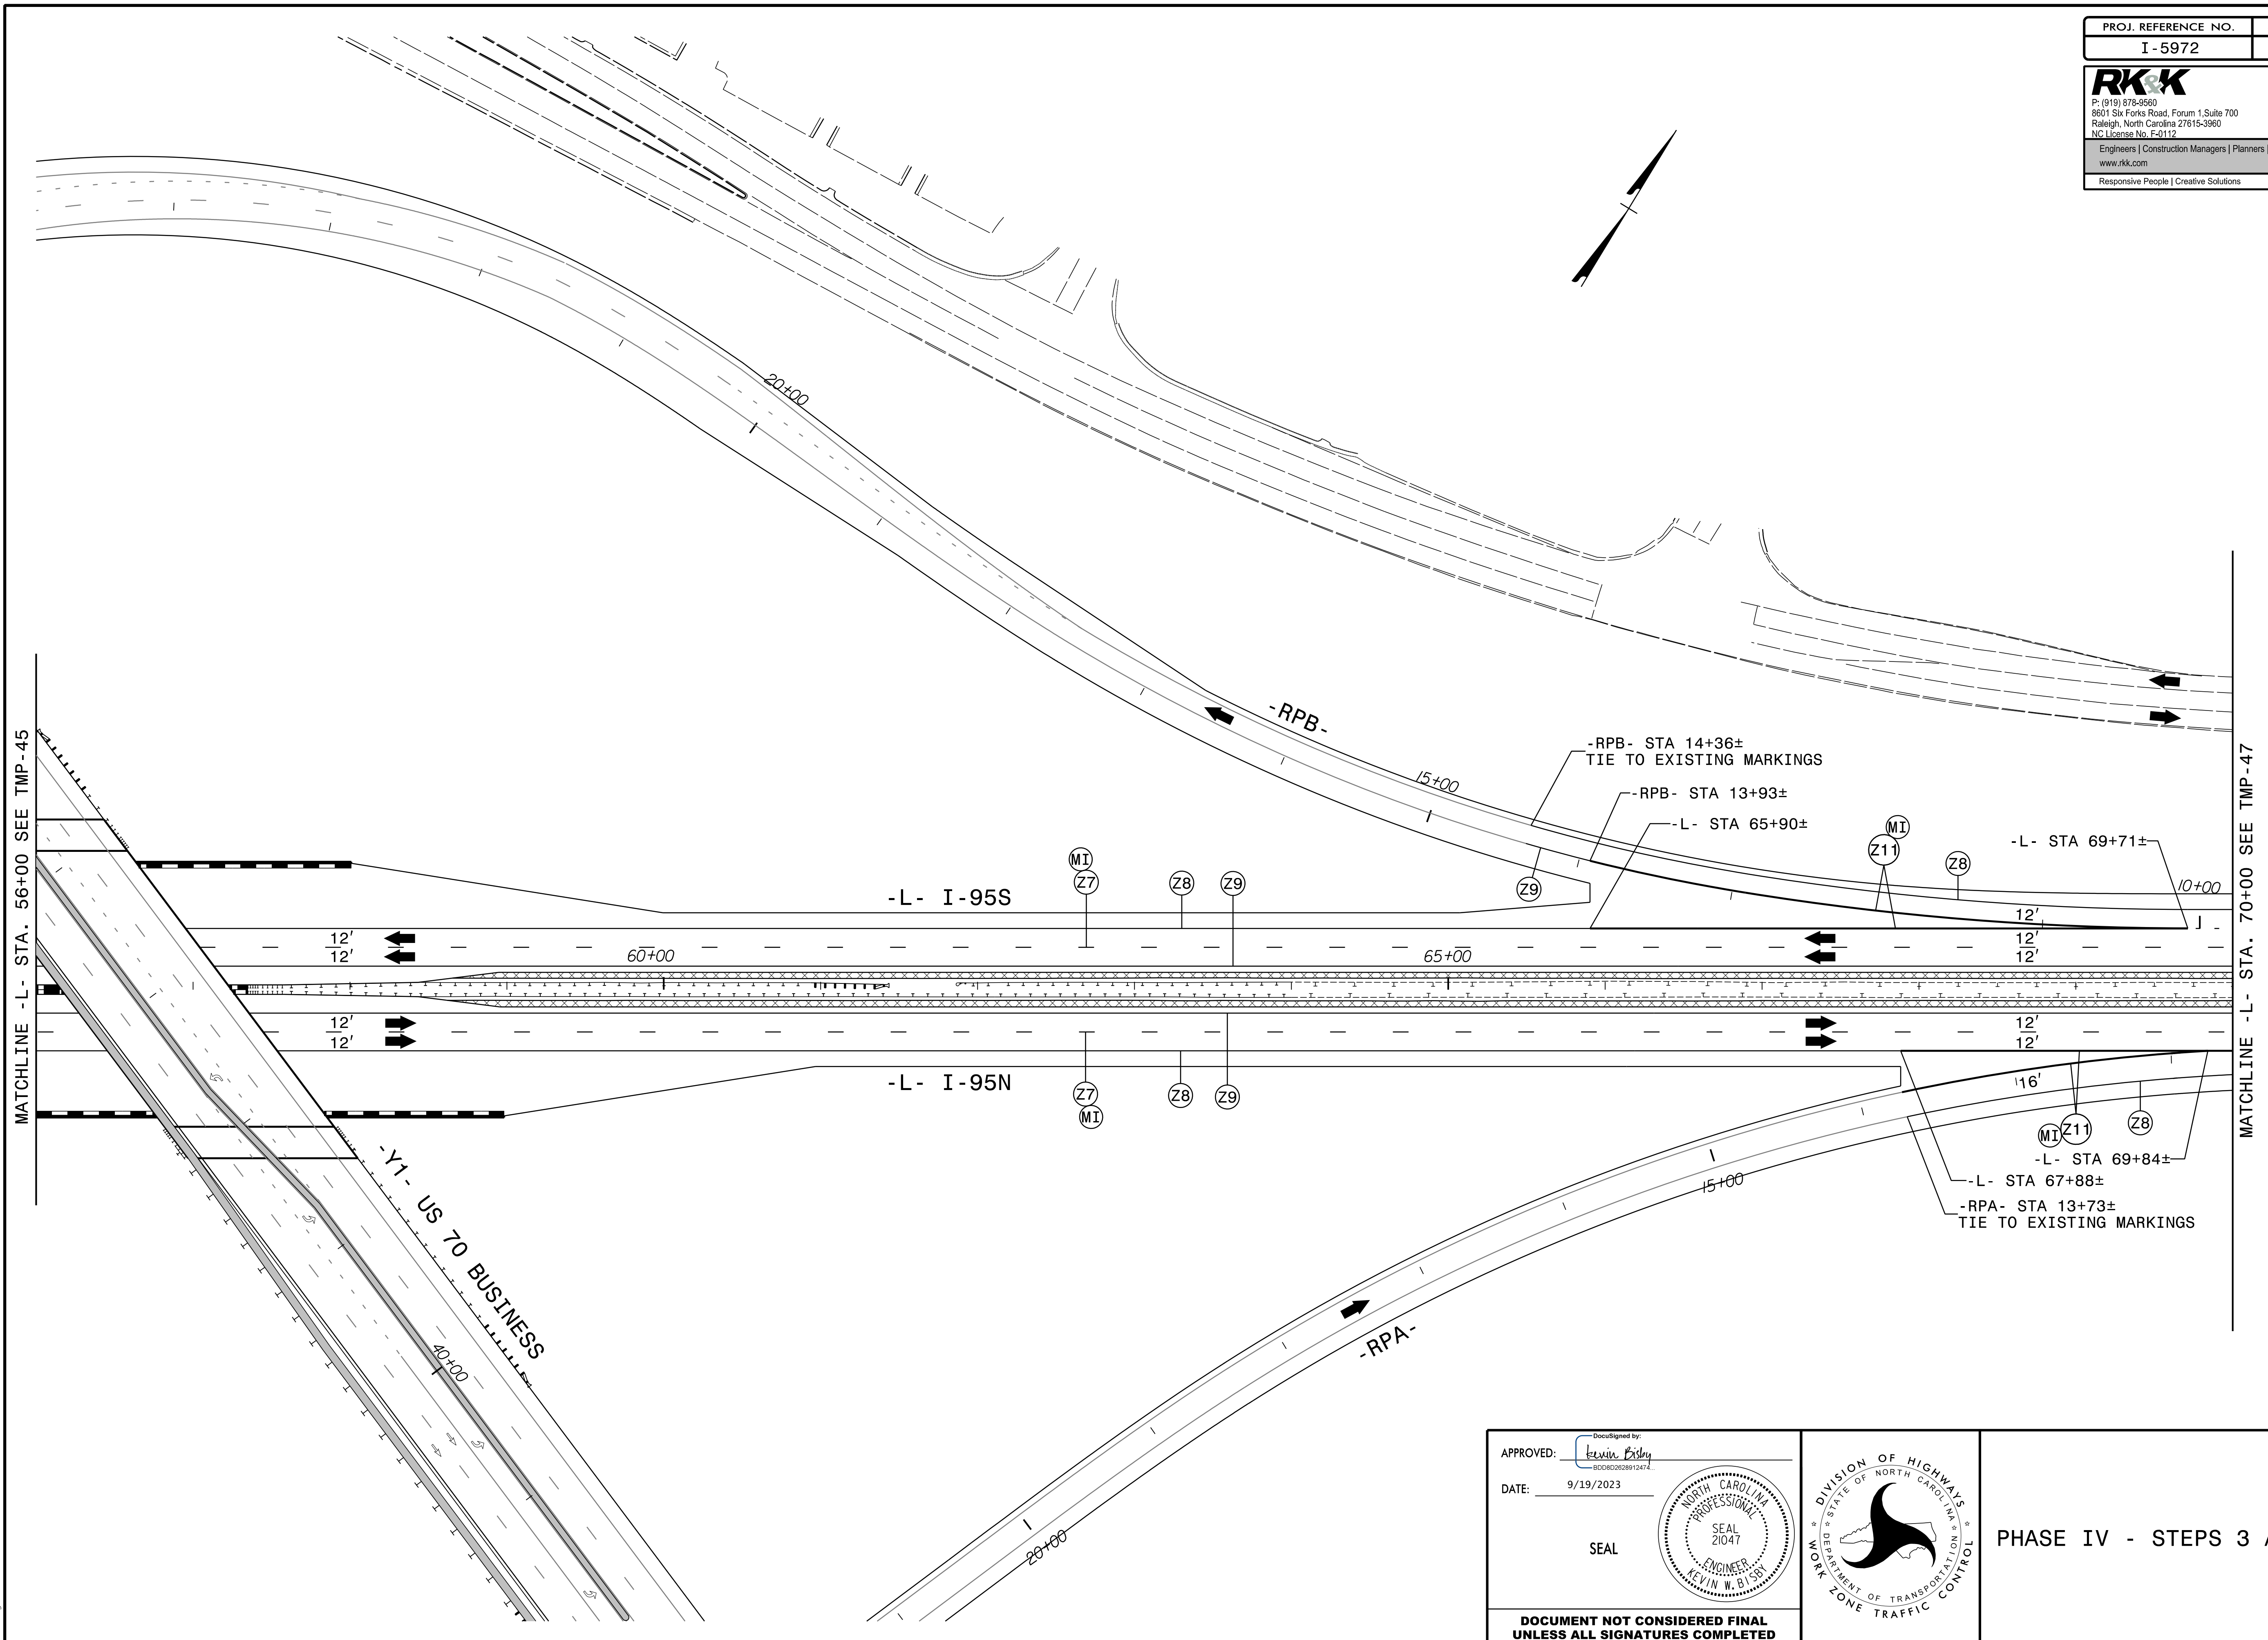 PROJ. REFERENCE NO.
I-5972
RK&K
P: (919) 878-9560
8601 Six Forks Road, Forum 1,Suite 700
Raleigh, North Carolina 27615-3960
NC License No. F-0112
Engineers | Construction Managers | Planners |
www.rkk.com
Responsive People | Creative Solutions
20+00
-RPB-
-RPB- STA 14+36±
TIE TO EXISTING MARKINGS
15+00
-RPB- STA 13+93±
-L- STA 65+90±
MI
Z11
Z8
-L- STA 69+71±
10+00
Z9
MATCHLINE -L- STA. 56+00 SEE TMP-45
MATCHLINE -L- STA. 70+00 SEE TMP-47
MI
Z7
Z8
Z9
-L- I-95S
12'
12'
12'
12'
12'
60+00
65+00
12'
12'
12'
12'
-L- I-95N
Z7
MI
Z8
Z9
16'
MI
Z11
Z8
-L- STA 69+84±
-L- STA 67+88±
-RPA- STA 13+73±
TIE TO EXISTING MARKINGS
15+00
-Y1- US 70 BUSINESS
40+00
-RPA-
20+00
APPROVED:
DocuSigned by:
Kevin Bisby
BDD8D2628912474...
DATE:
9/19/2023
SEAL
NORTH CAROLINA
PROFESSIONAL
SEAL
21047
ENGINEER
KEVIN W. BISBY
DOCUMENT NOT CONSIDERED FINAL
UNLESS ALL SIGNATURES COMPLETED
DIVISION OF HIGHWAYS
STATE OF NORTH CAROLINA
DEPARTMENT OF TRANSPORTATION
WORK ZONE TRAFFIC CONTROL
PHASE IV - STEPS 3